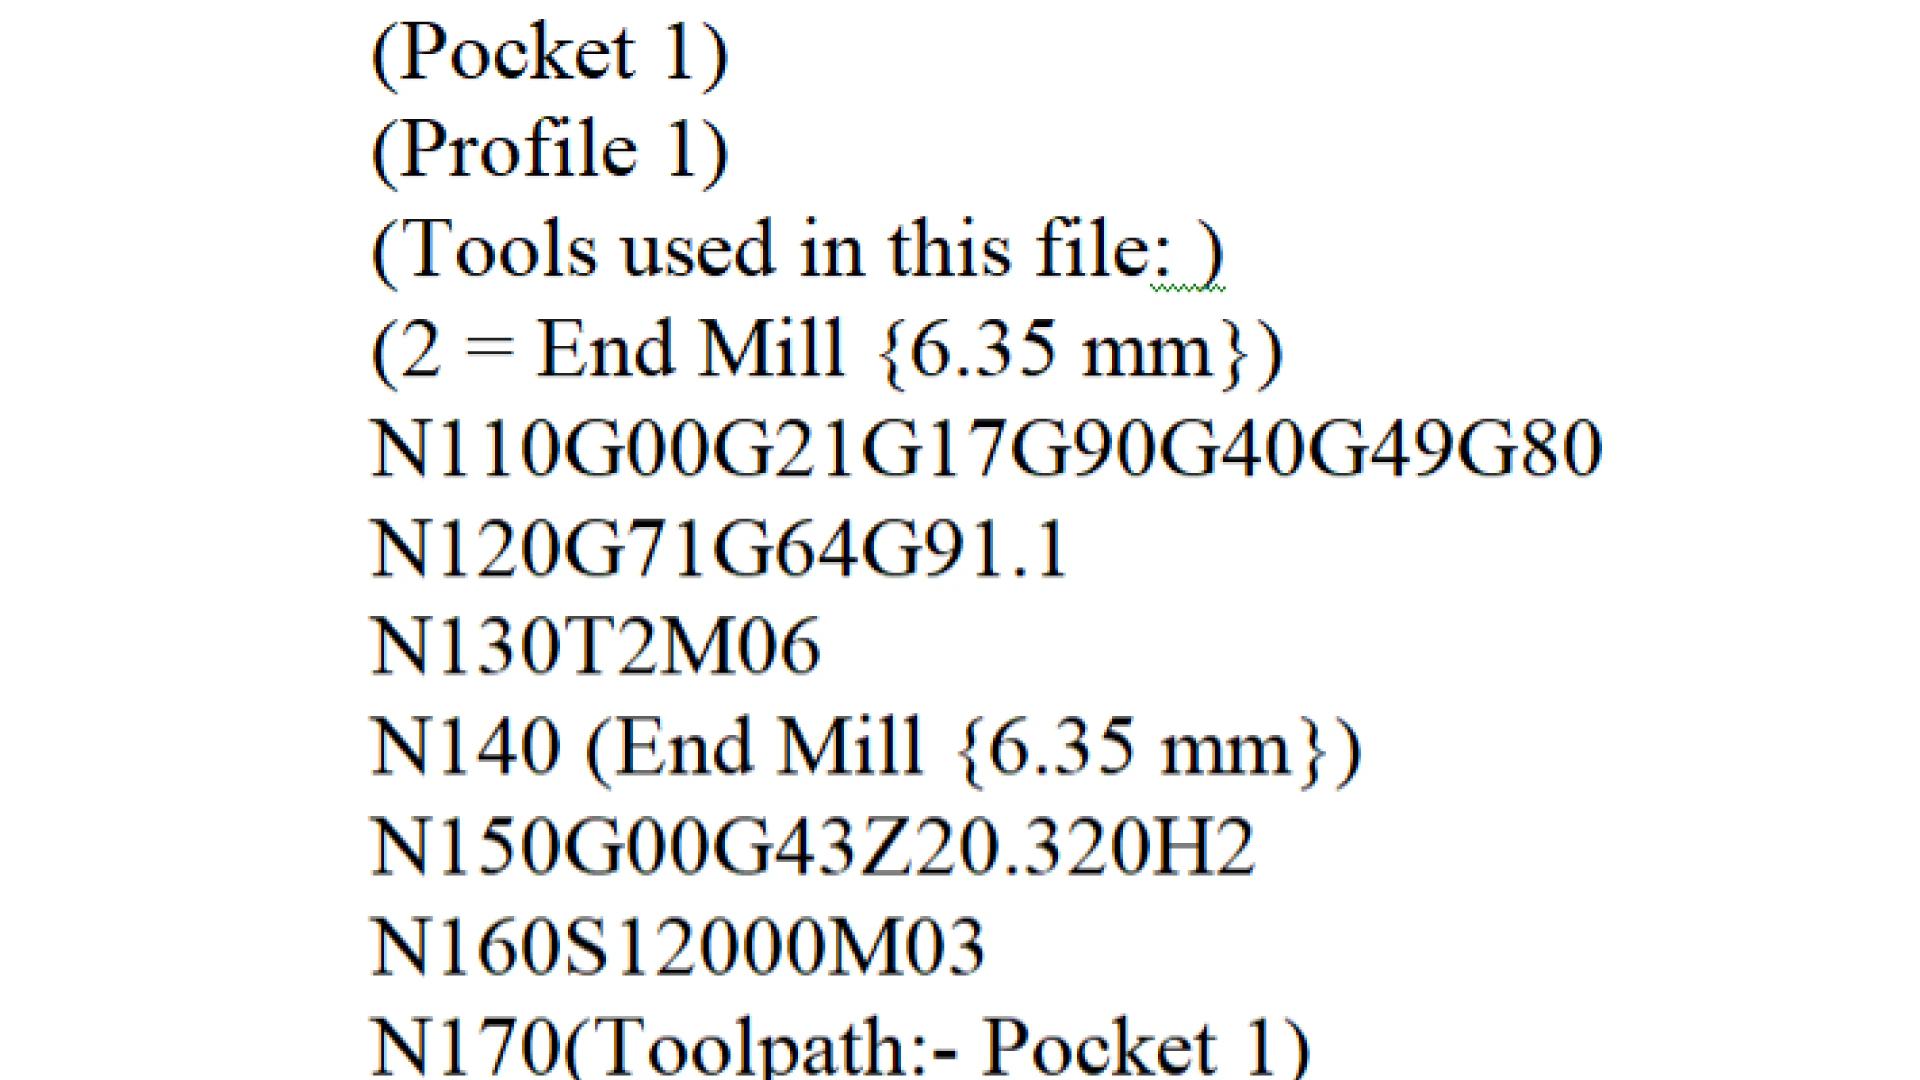 (Pocket 1)
(Profile 1)
(Tools used in this file: )
(2 = End Mill {6.35 mm})
N110G00G21G17G90G40G49G80
N120G71G64G91.1
N130T2M06
N140 (End Mill {6.35 mm})
N150G00G43Z20.320H2
N160S12000M03
N170(Toolpath:- Pocket 1)